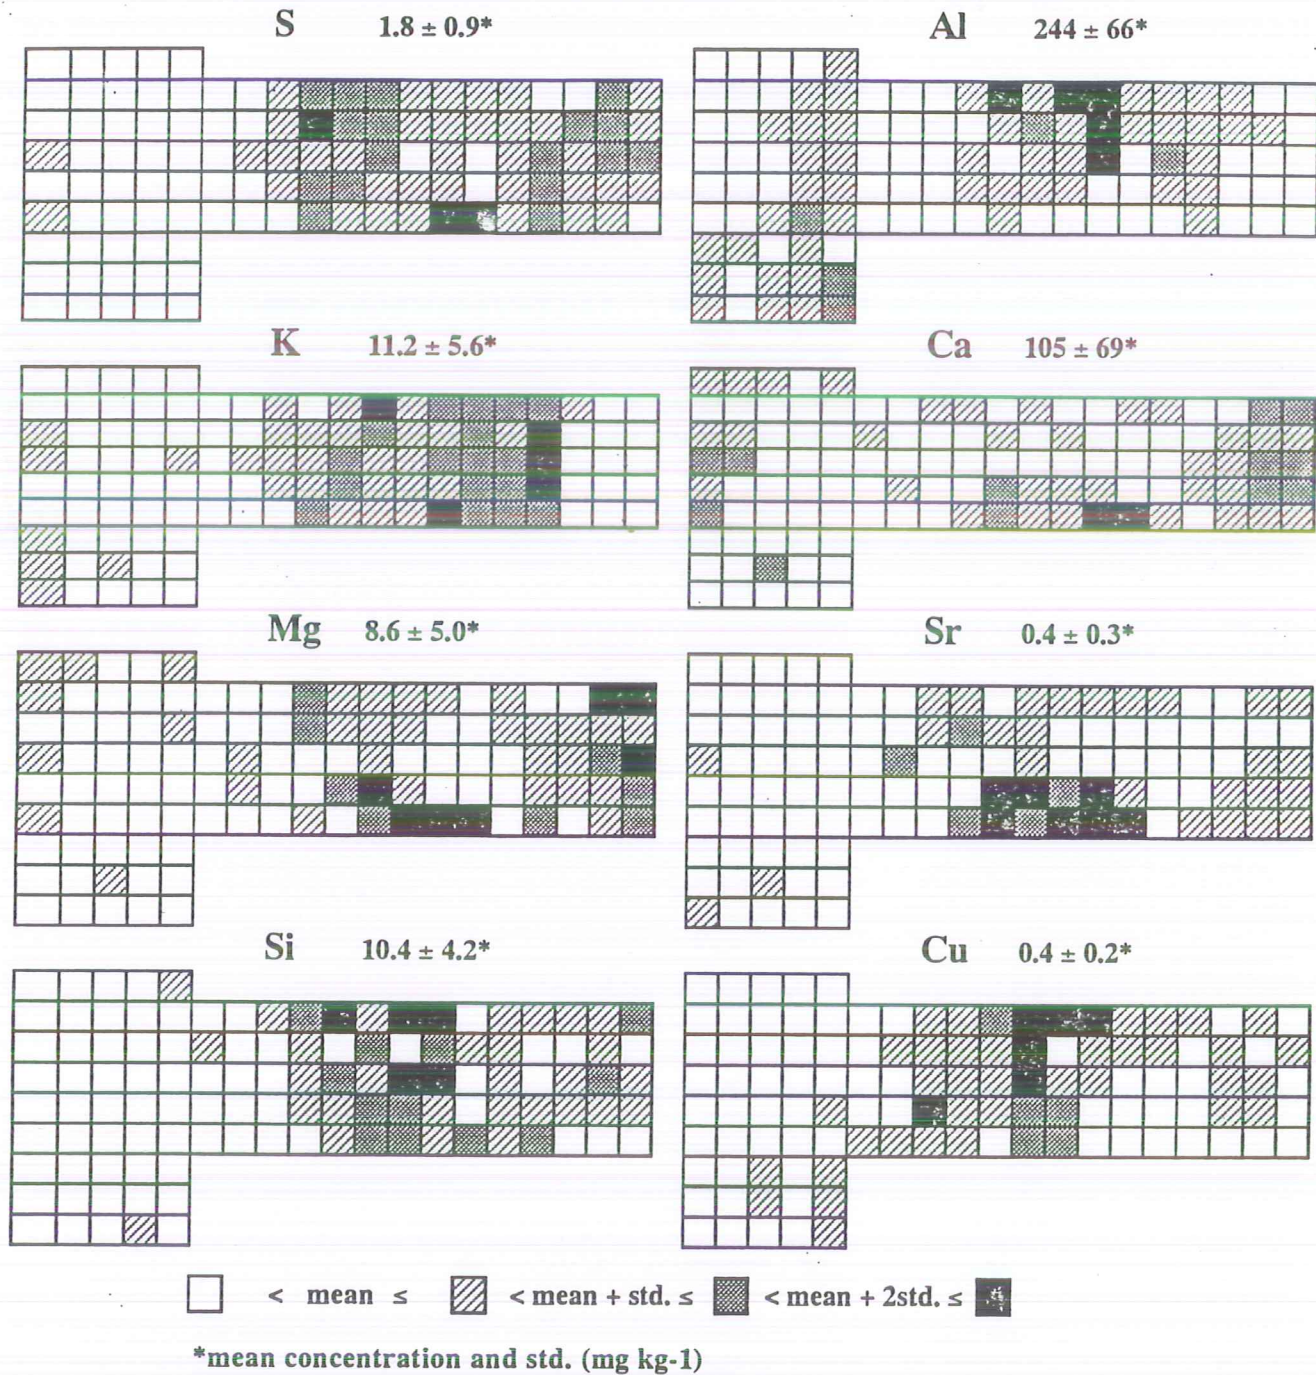 S 1.8 ± 0.9* Al 244 ± 66*
K 11.2 ± 5.6* Ca 105 ± 69*
Mg 8.6 ± 5.0* Sr 0.4 ± 0.3*
Si 10.4 ± 4.2* Cu 0.4 ± 0.2*
< mean ≤ < mean + std. ≤ < mean + 2std. ≤
*mean concentration and std. (mg kg-1)